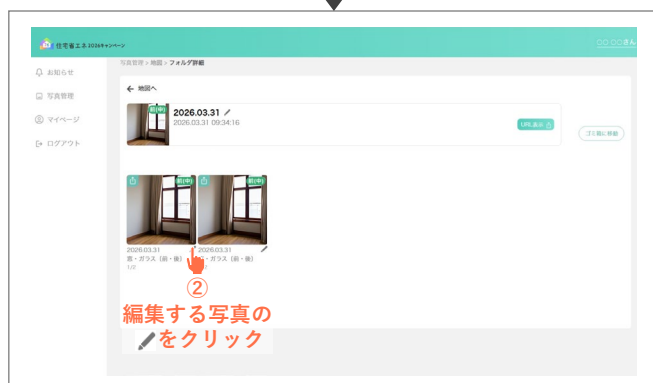 住宅省エネ2026キャンペーン
○○ ○○さん
お知らせ
写真管理
マイページ
ログアウト
写真管理 > 地図 > フォルダ詳細
← 地図へ
前(中)
2026.03.31
2026.03.31 09:34:16
URL表示
ゴミ箱に移動
前(中)
前(中)
2026.03.31
窓・ガラス（前・後）
1/2
2026.03.31
・ガラス（前・後）
②
編集する写真の
をクリック